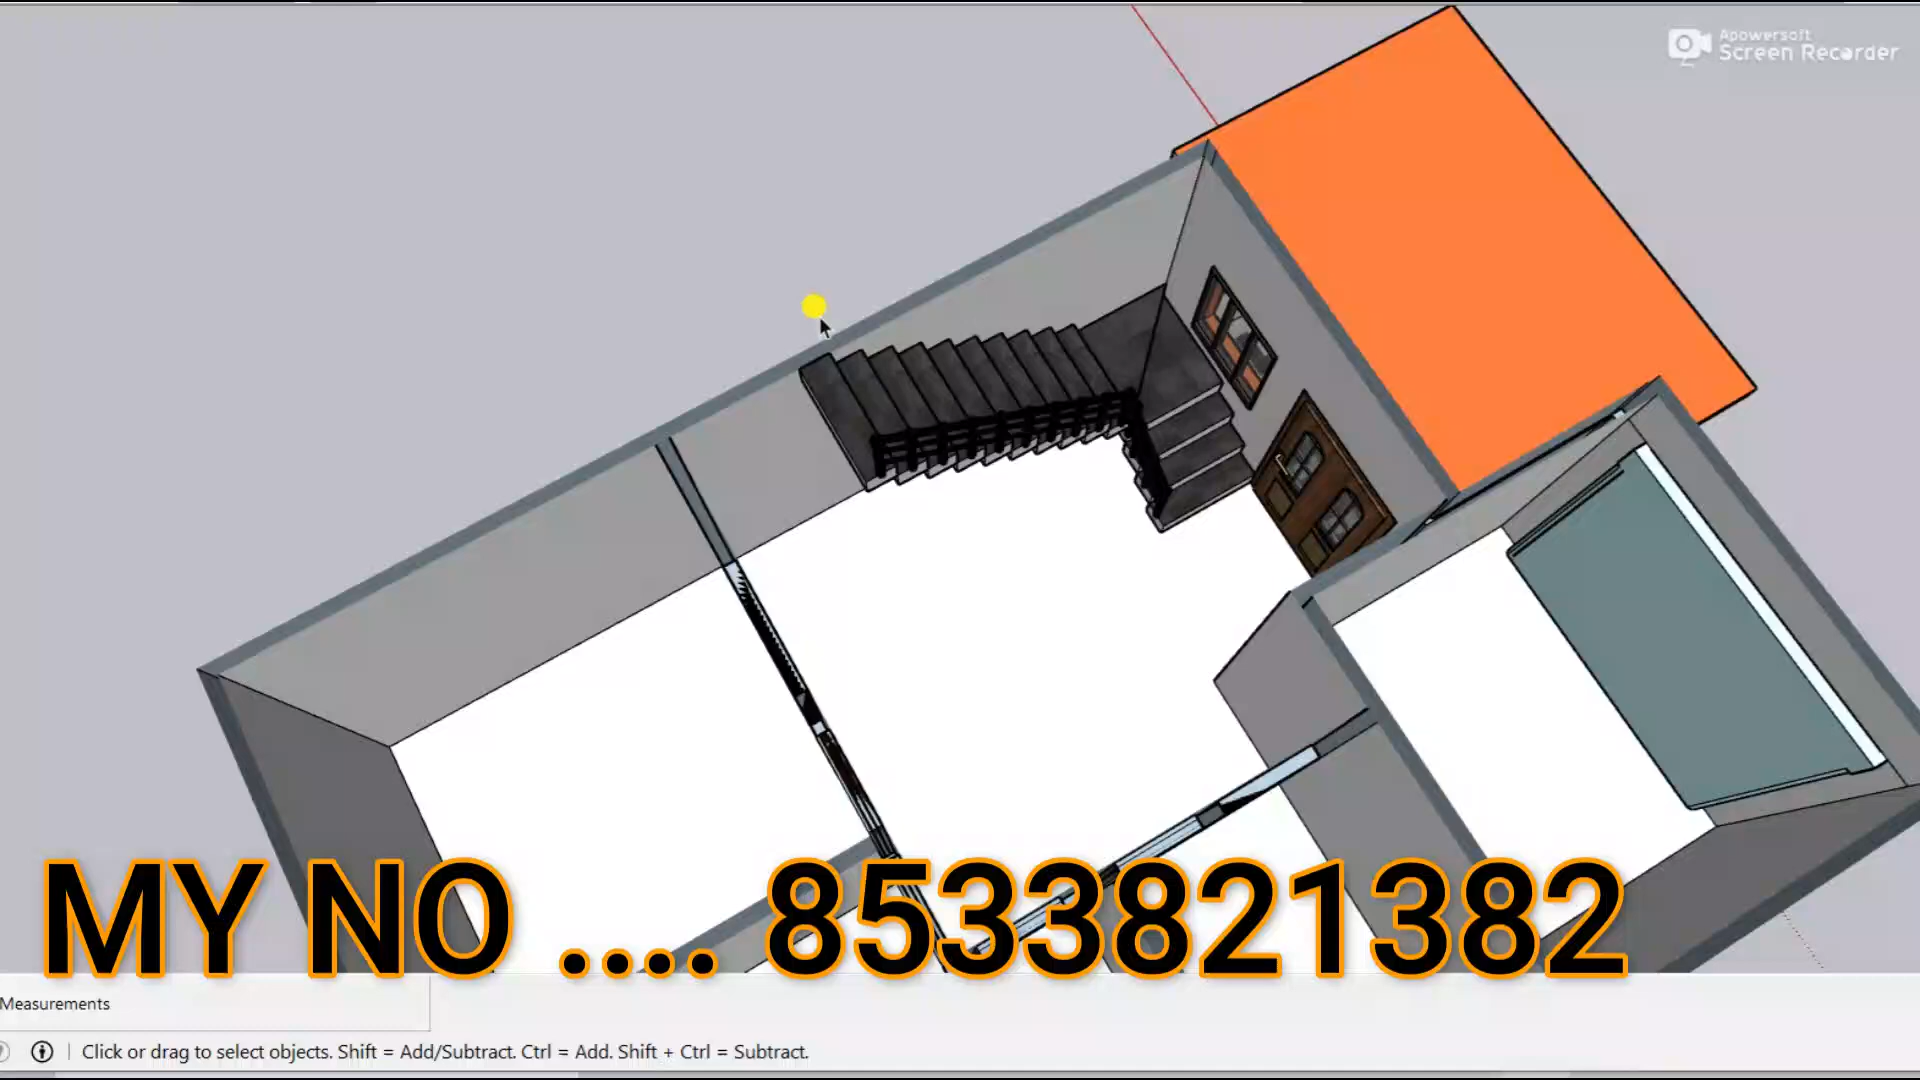 Apowersoft
Screen Recorder
MY NO .... 8533821382
Measurements
Click or drag to select objects. Shift = Add/Subtract. Ctrl = Add. Shift + Ctrl = Subtract.